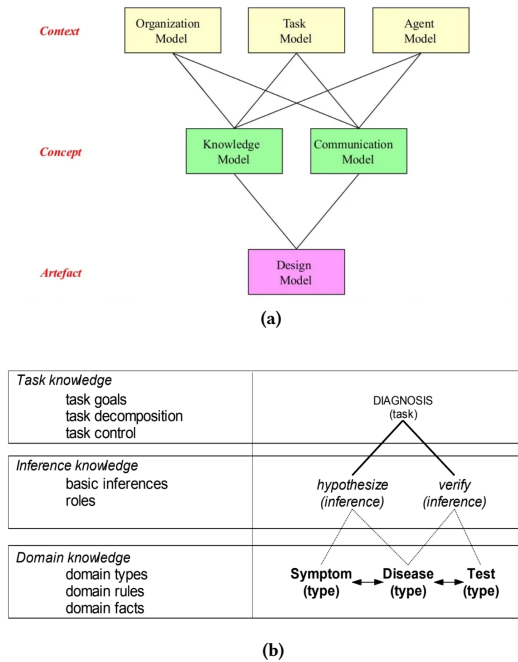 Context
Organization
Model
Task
Model
Agent
Model
Concept
Knowledge
Model
Communication
Model
Artefact
Design
Model
(a)
Task knowledge
task goals
task decomposition
task control
DIAGNOSIS
(task)
Inference knowledge
basic inferences
roles
hypothesize
(inference)
verify
(inference)
Domain knowledge
domain types
domain rules
domain facts
Symptom
(type)
Disease
(type)
Test
(type)
(b)